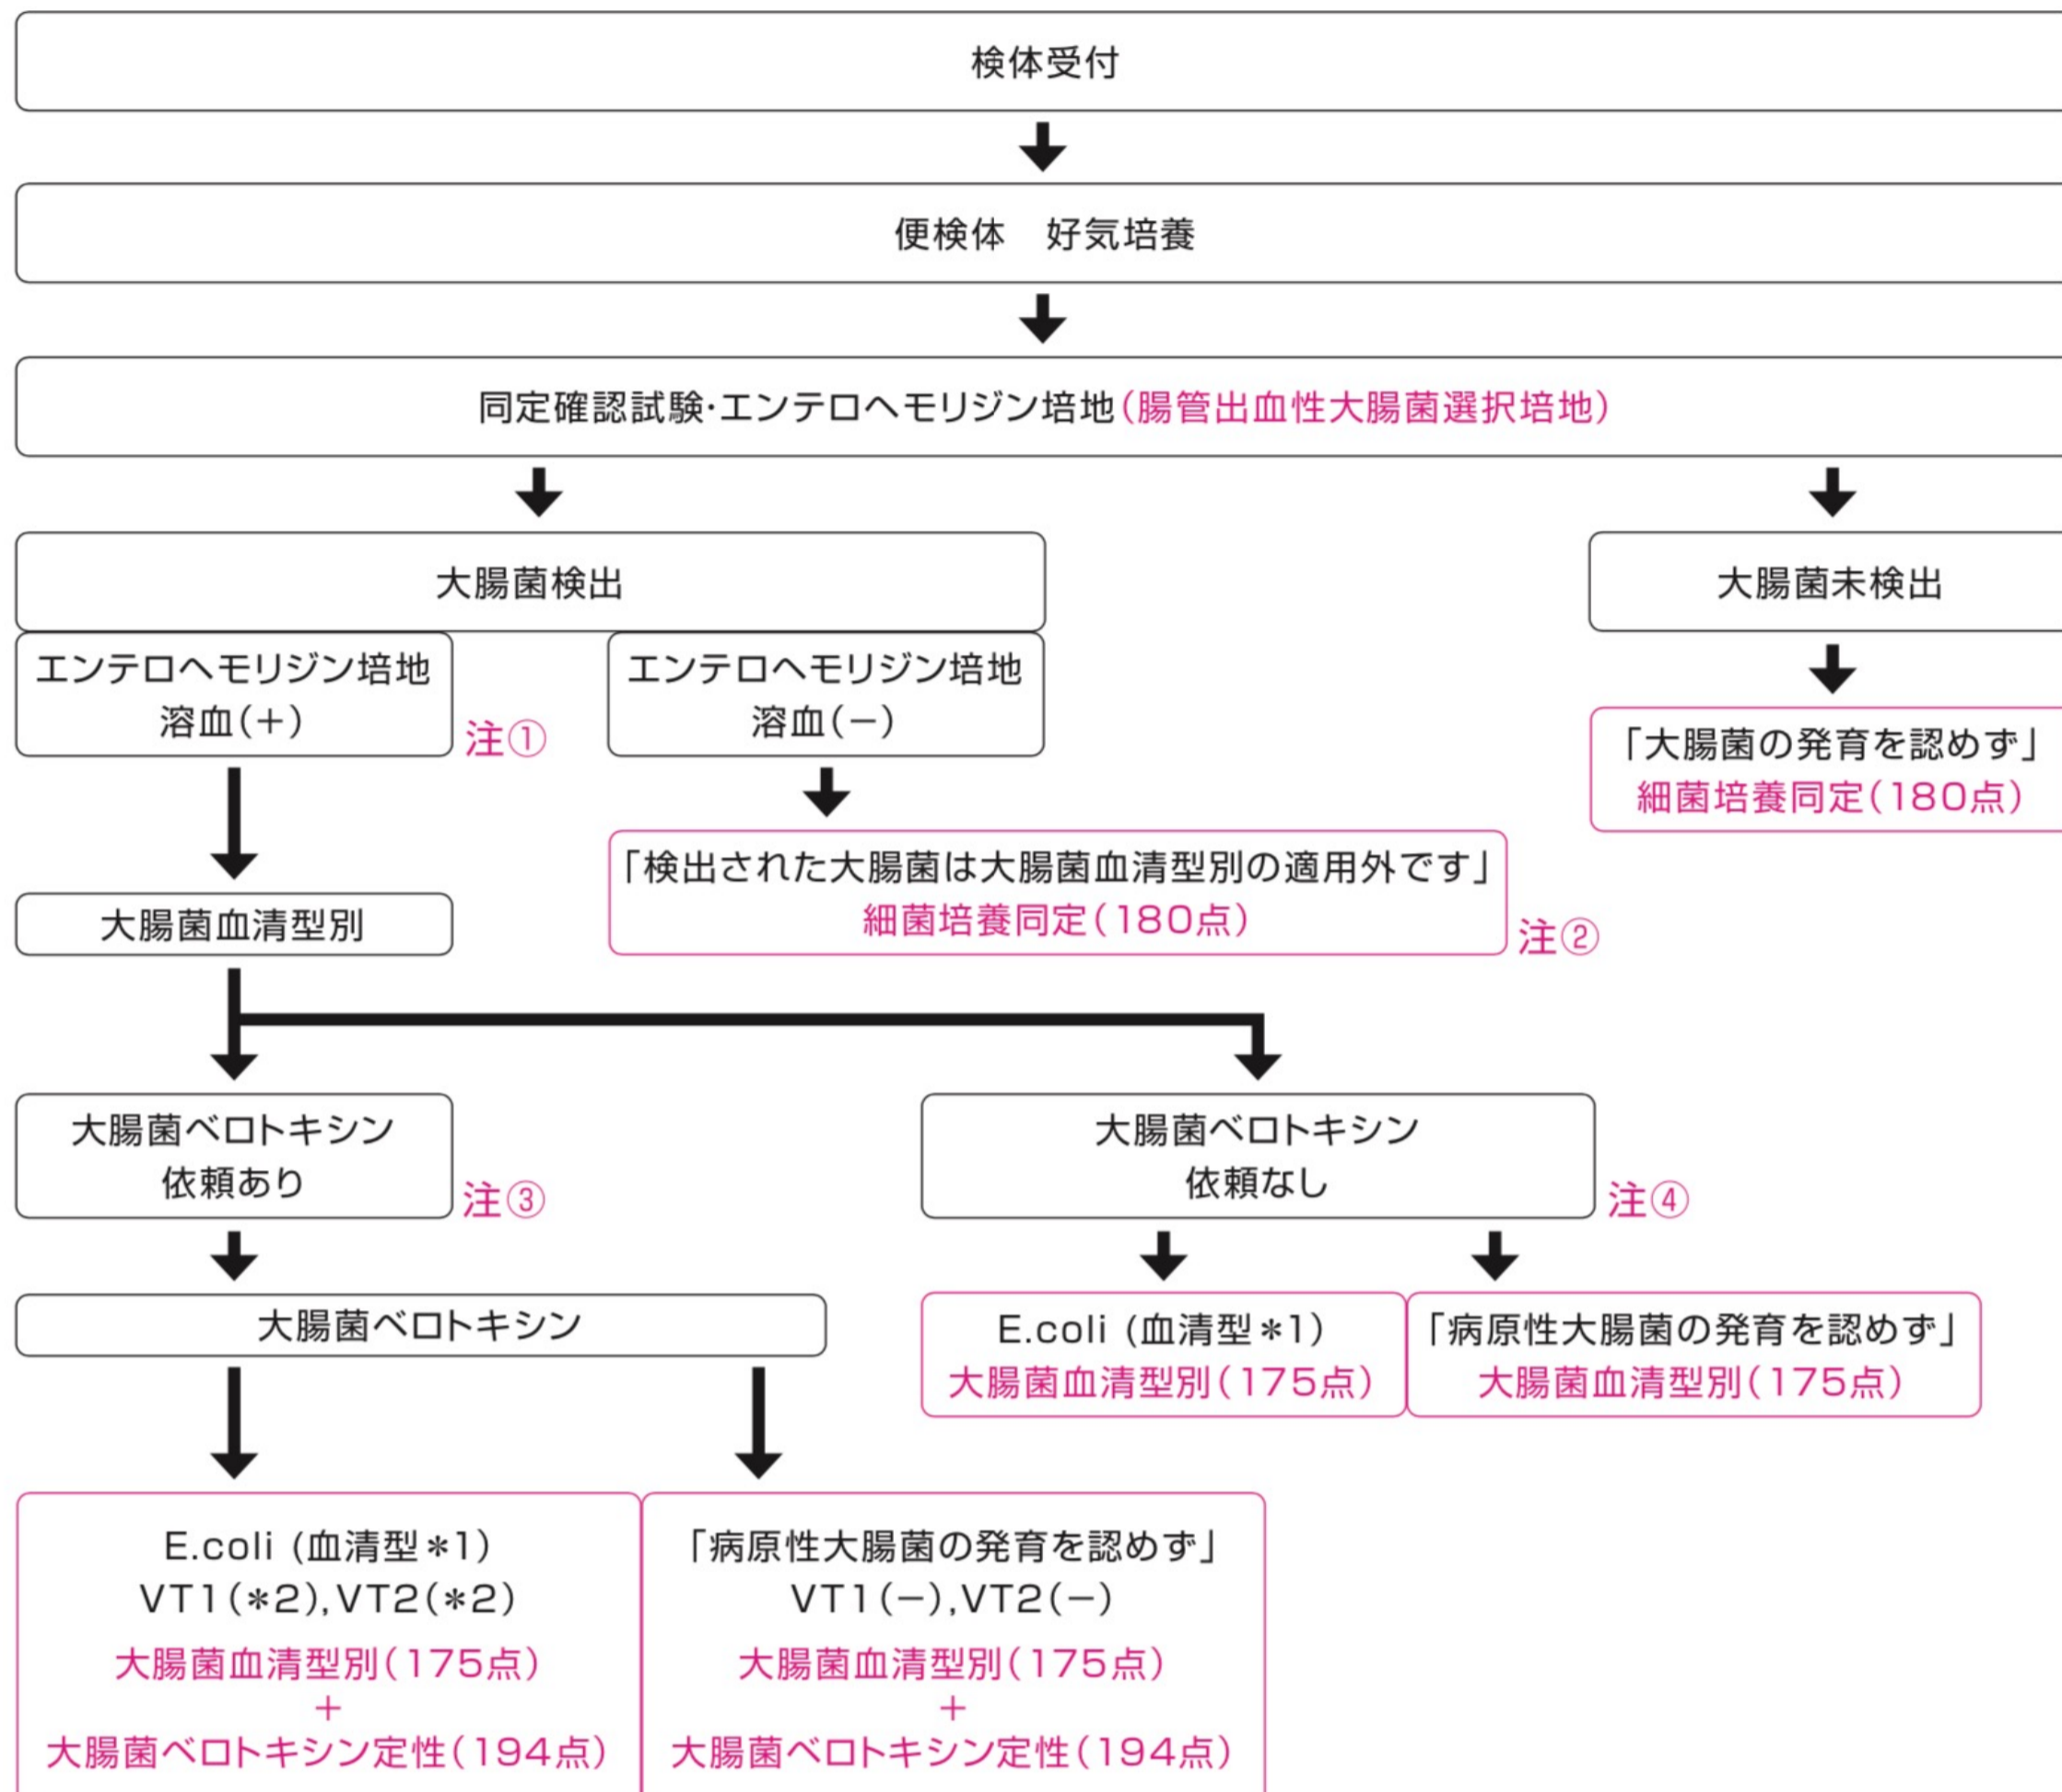 検体受付
便検体　好気培養
同定確認試験・エンテロヘモリジン培地(腸管出血性大腸菌選択培地)
大腸菌検出
大腸菌未検出
エンテロヘモリジン培地
溶血(+)
注①
エンテロヘモリジン培地
溶血(−)
「大腸菌の発育を認めず」
細菌培養同定(180点)
「検出された大腸菌は大腸菌血清型別の適用外です」
細菌培養同定(180点)
注②
大腸菌血清型別
大腸菌ベロトキシン
依頼あり
注③
大腸菌ベロトキシン
依頼なし
注④
大腸菌ベロトキシン
E.coli (血清型*1)
大腸菌血清型別(175点)
「病原性大腸菌の発育を認めず」
大腸菌血清型別(175点)
E.coli (血清型*1)
VT1(*2),VT2(*2)
大腸菌血清型別(175点)
+
大腸菌ベロトキシン定性(194点)
「病原性大腸菌の発育を認めず」
VT1(−),VT2(−)
大腸菌血清型別(175点)
+
大腸菌ベロトキシン定性(194点)